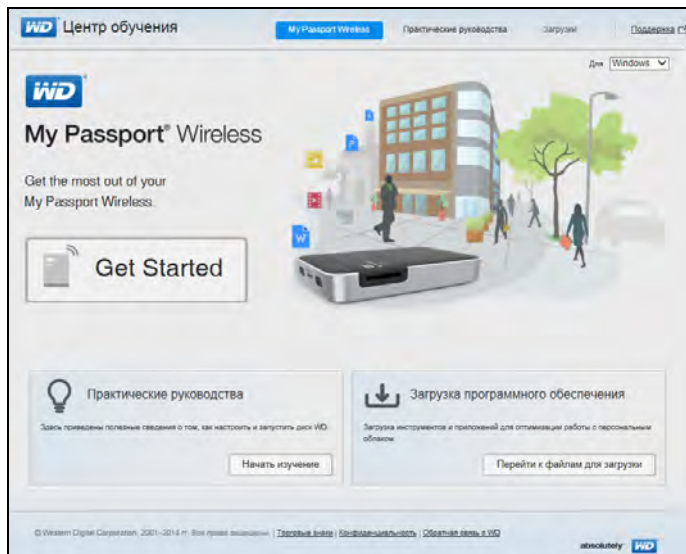 WD Центр обучения
My Passport Wireless Практические руководства Загрузки Поддержка
Для Windows
WD
My Passport® Wireless
Get the most out of your
My Passport Wireless.
Get Started
W
Практические руководства
Здесь приведены полезные сведения о том, как настроить и запустить диск WD.
Начать изучение
Загрузка программного обеспечения
Загрузка инструментов и приложений для оптимизации работы с персональным
облаком.
Перейти к файлам для загрузки
© Western Digital Corporation, 2001–2014 гг. Все права защищены. | Торговые знаки | Конфиденциальность | Обратная связь с WD
absolutely WD